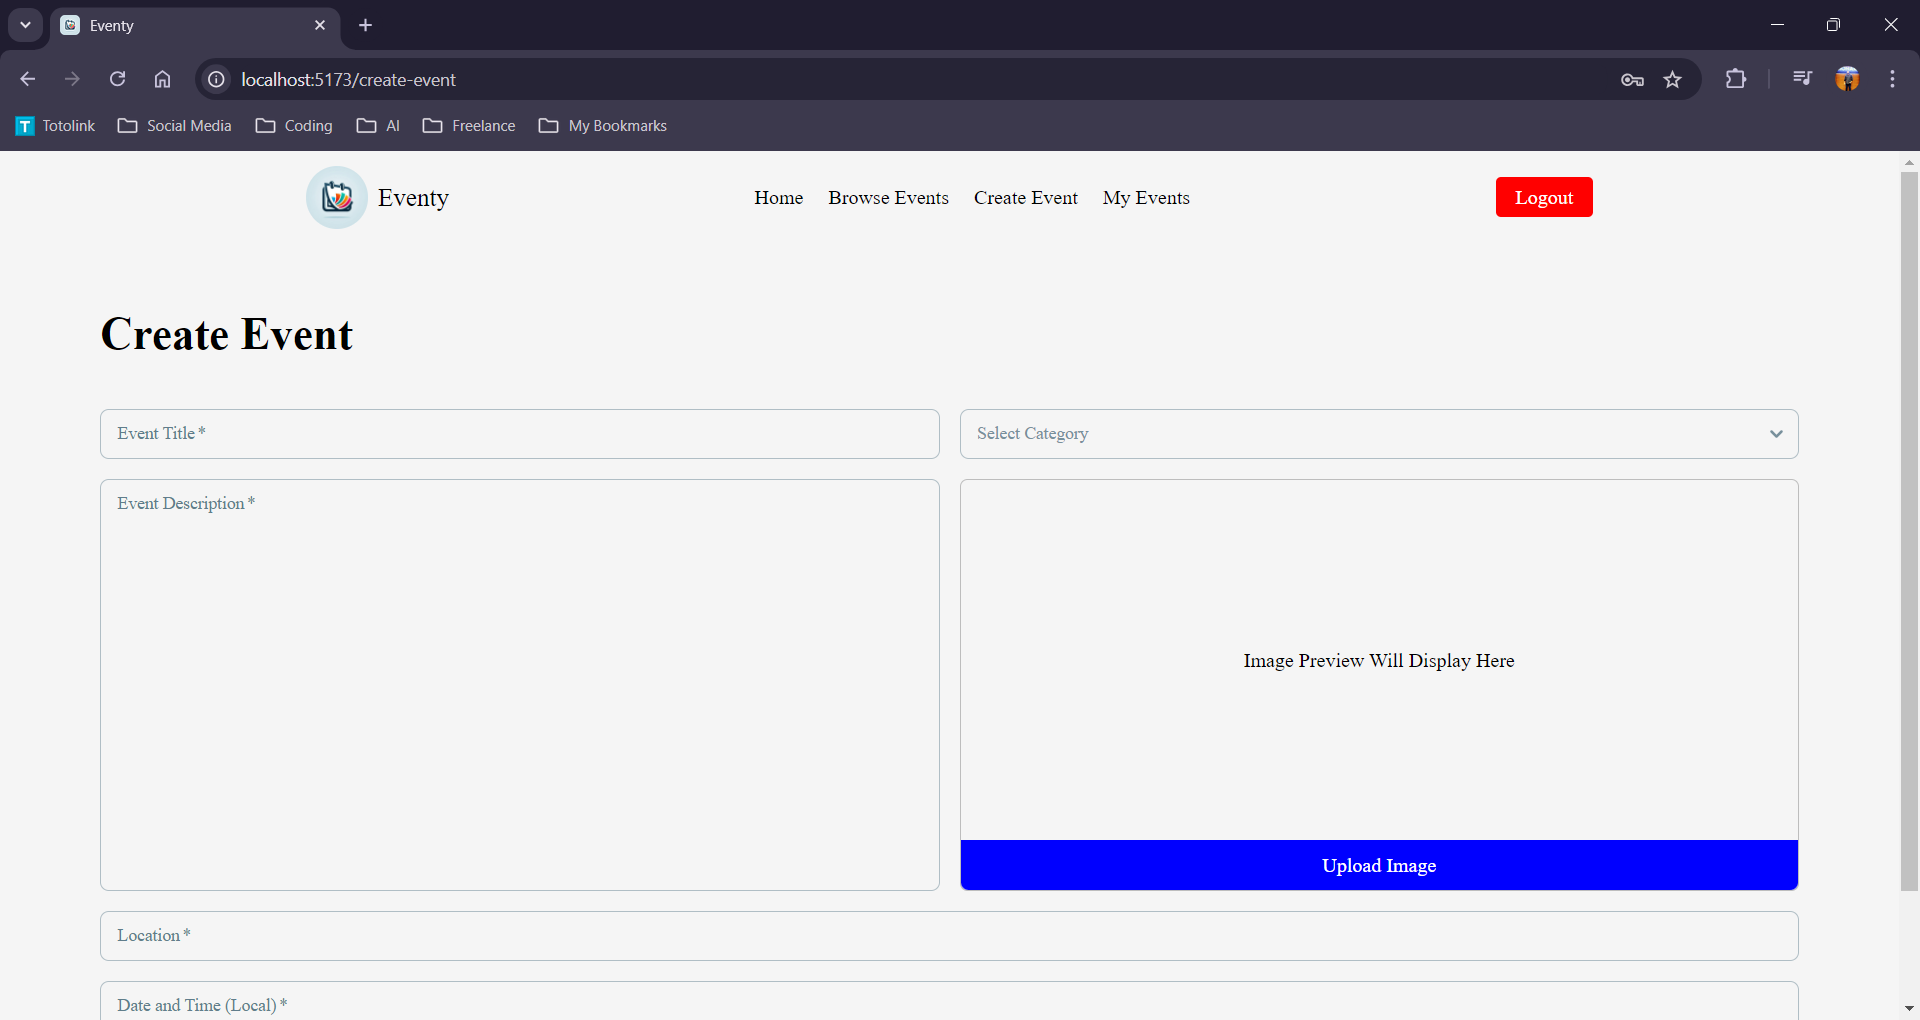 Eventy
localhost:5173/create-event
T Totolink Social Media Coding AI Freelance My Bookmarks
Eventy Home Browse Events Create Event My Events Logout
Create Event
Event Title *
Select Category
Event Description *
Image Preview Will Display Here
Upload Image
Location *
Date and Time (Local) *